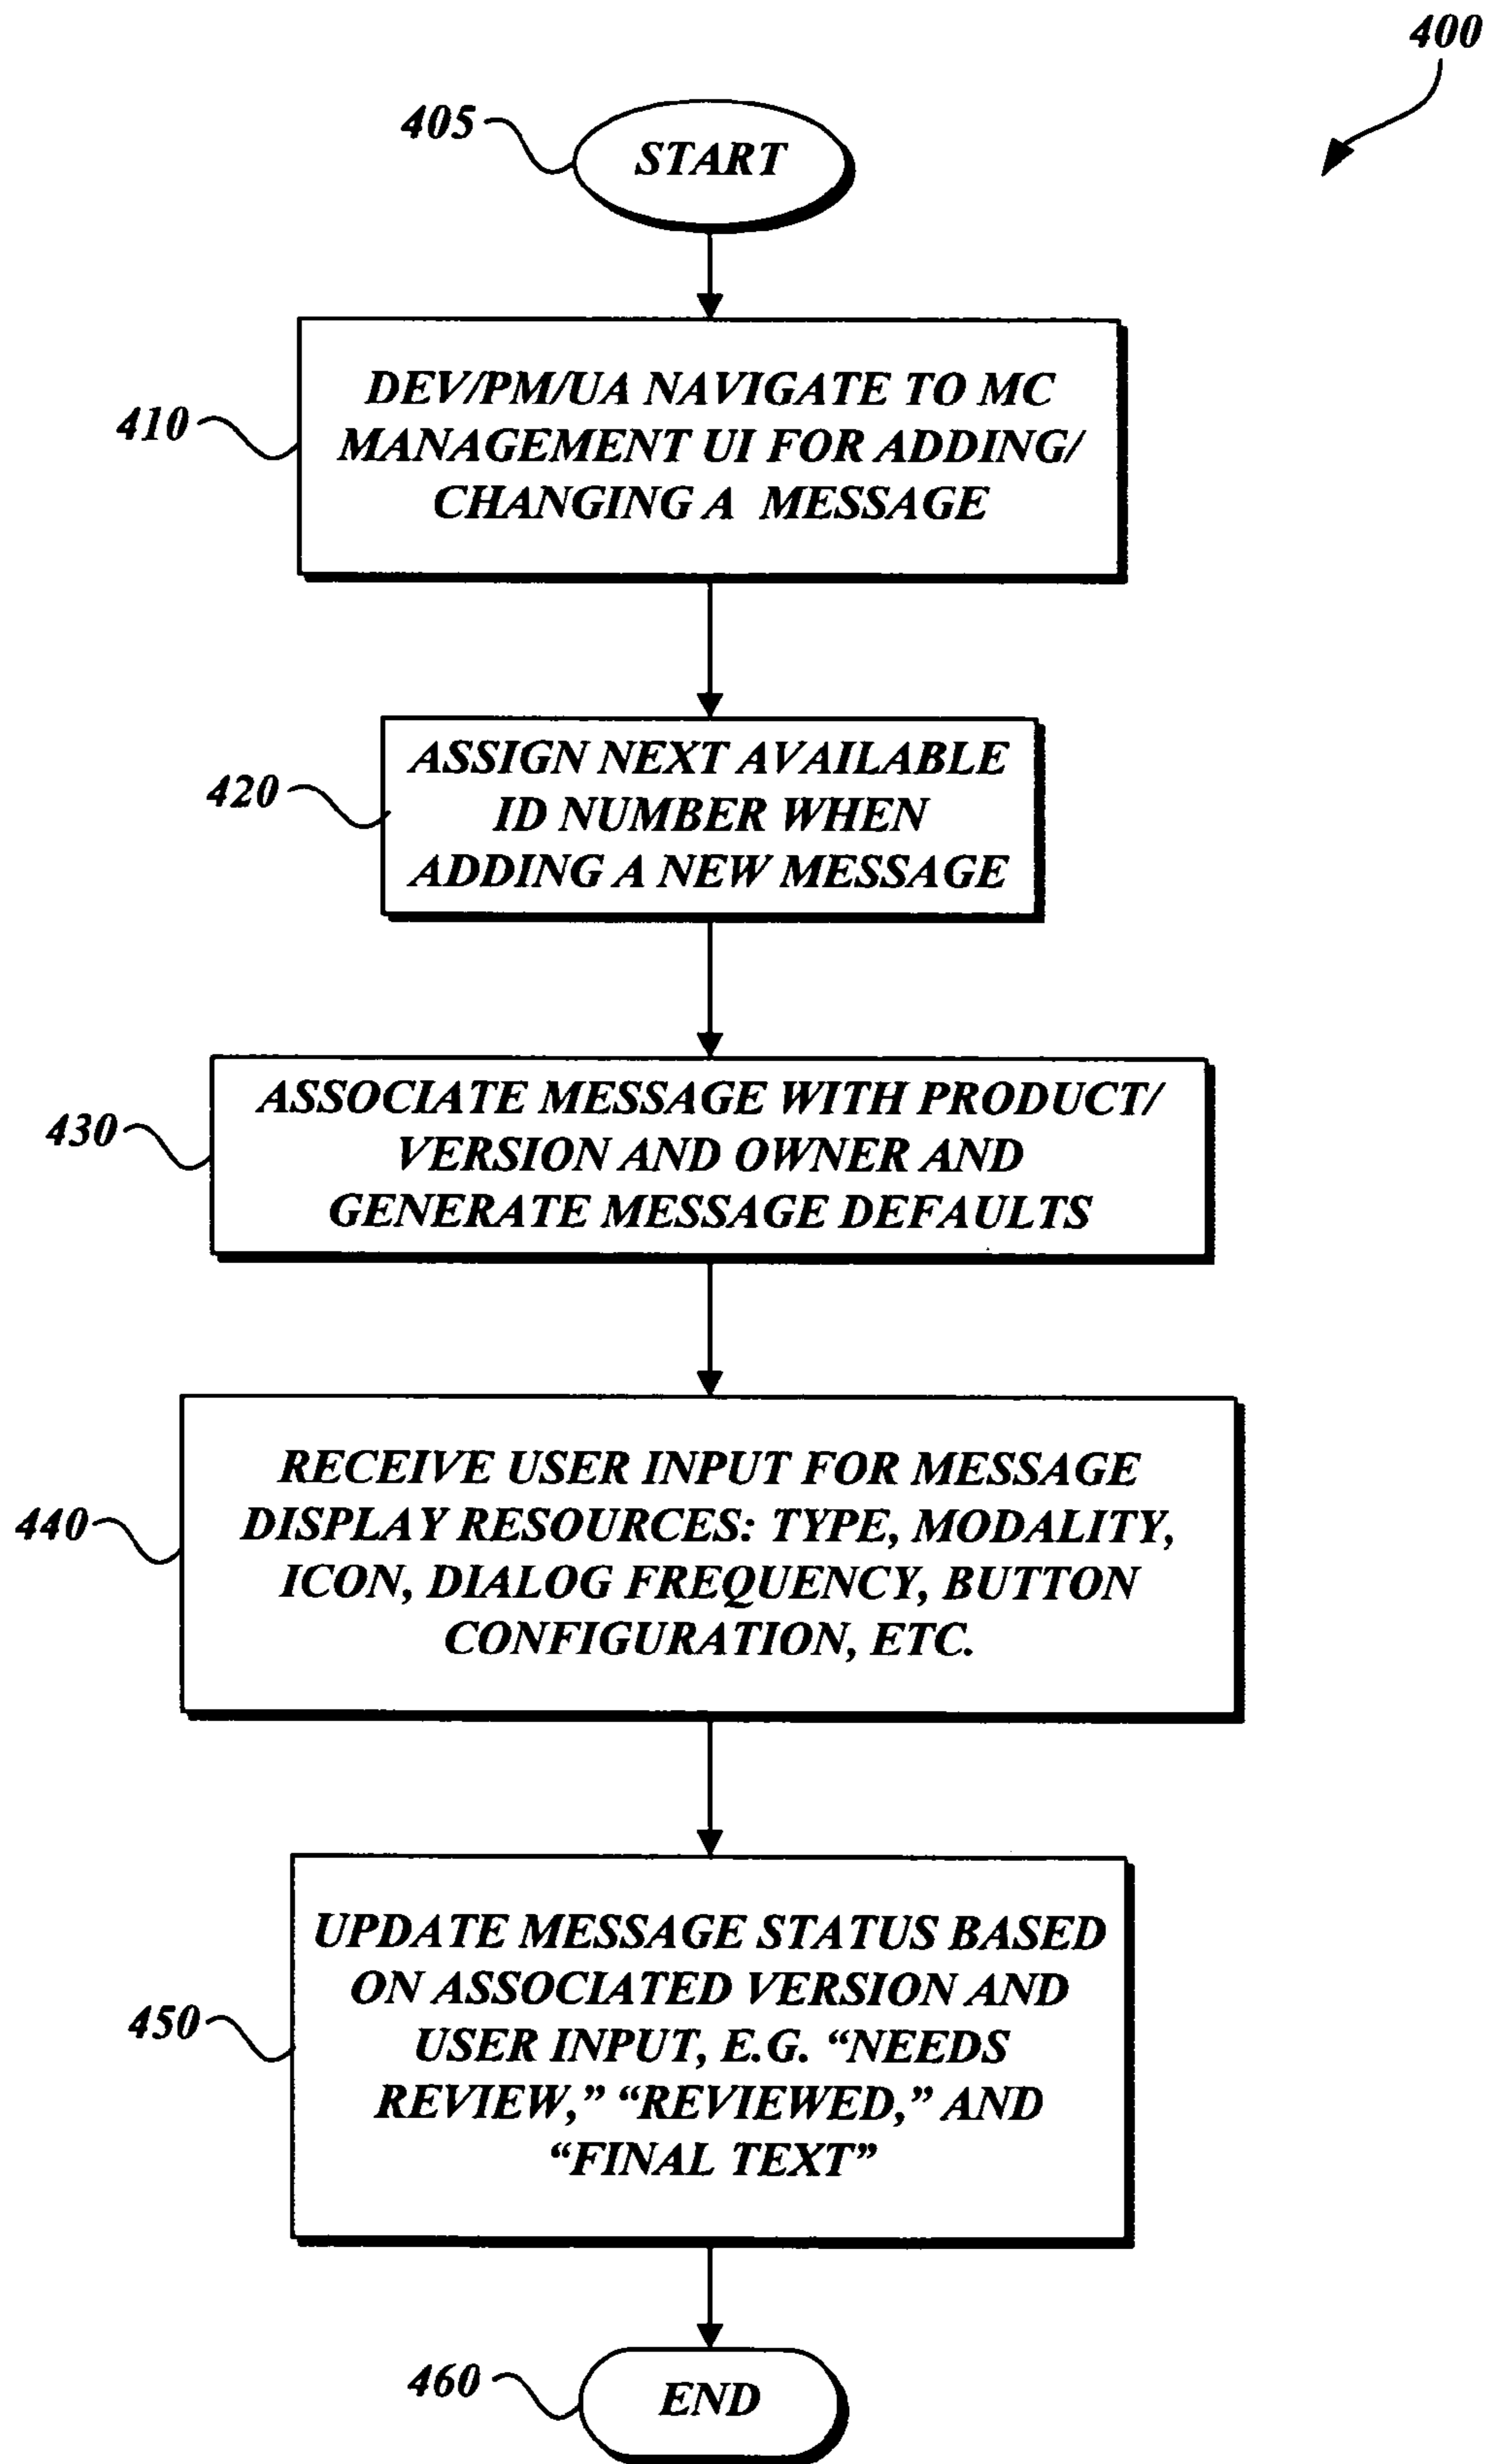 400
405
START
410
DEV/PM/UA NAVIGATE TO MC
MANAGEMENT UI FOR ADDING/
CHANGING A MESSAGE
420
ASSIGN NEXT AVAILABLE
ID NUMBER WHEN
ADDING A NEW MESSAGE
430
ASSOCIATE MESSAGE WITH PRODUCT/
VERSION AND OWNER AND
GENERATE MESSAGE DEFAULTS
440
RECEIVE USER INPUT FOR MESSAGE
DISPLAY RESOURCES: TYPE, MODALITY,
ICON, DIALOG FREQUENCY, BUTTON
CONFIGURATION, ETC.
450
UPDATE MESSAGE STATUS BASED
ON ASSOCIATED VERSION AND
USER INPUT, E.G. “NEEDS
REVIEW,” “REVIEWED,” AND
“FINAL TEXT”
460
END